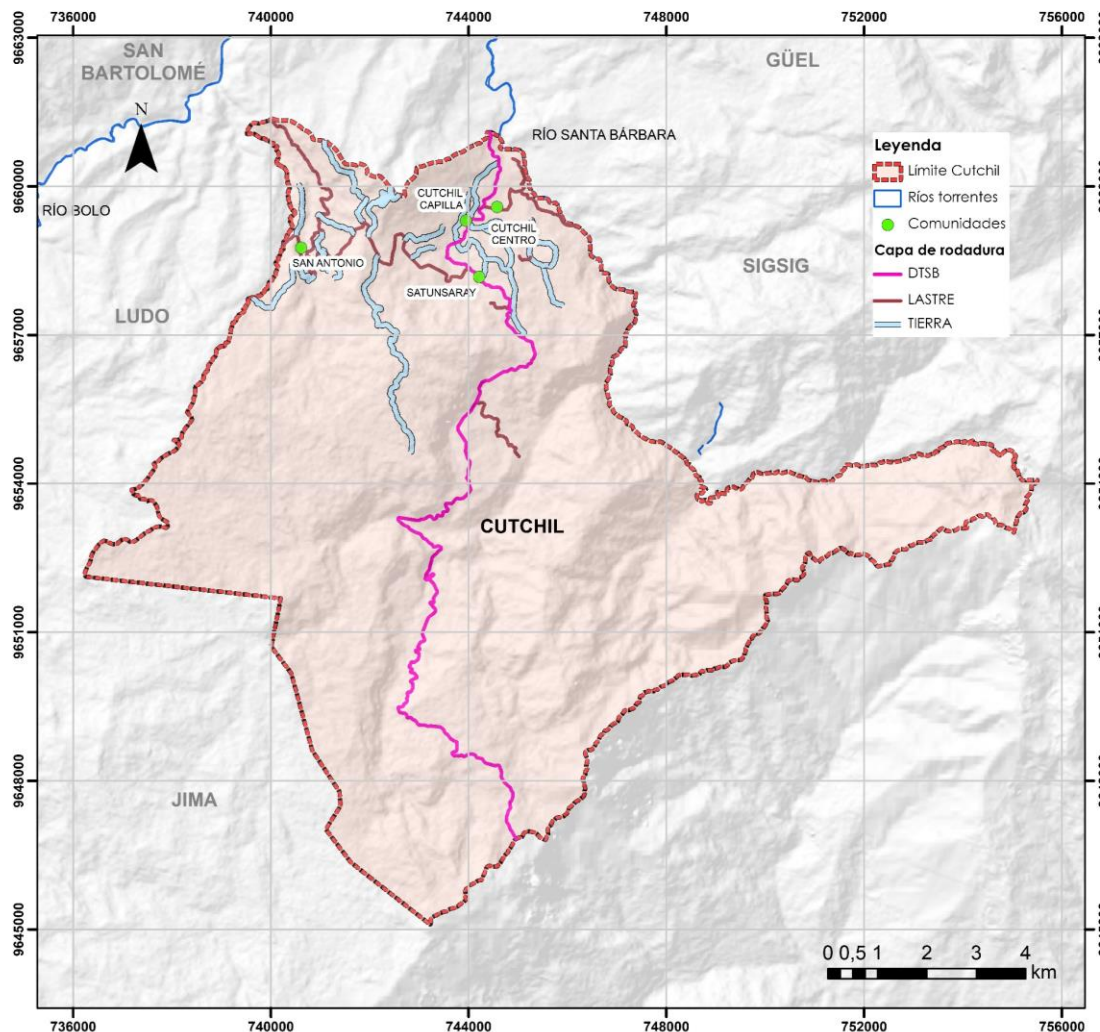 736000
740000
744000
748000
752000
756000
9663000
SAN
BARTOLOMÉ
GÜEL
N
RÍO SANTA BÁRBARA
Leyenda
Límite Cutchil
Ríos torrentes
Comunidades
Capa de rodadura
DTSB
LASTRE
TIERRA
9660000
RÍO BOLO
CUTCHIL
CAPILLA
CUTCHIL
CENTRO
SAN ANTONIO
SATUNSARAY
SIGSIG
LUDO
9657000
9654000
CUTCHIL
9651000
9648000
JIMA
9645000
0 0,5 1 2 3 4
km
736000
740000
744000
748000
752000
756000